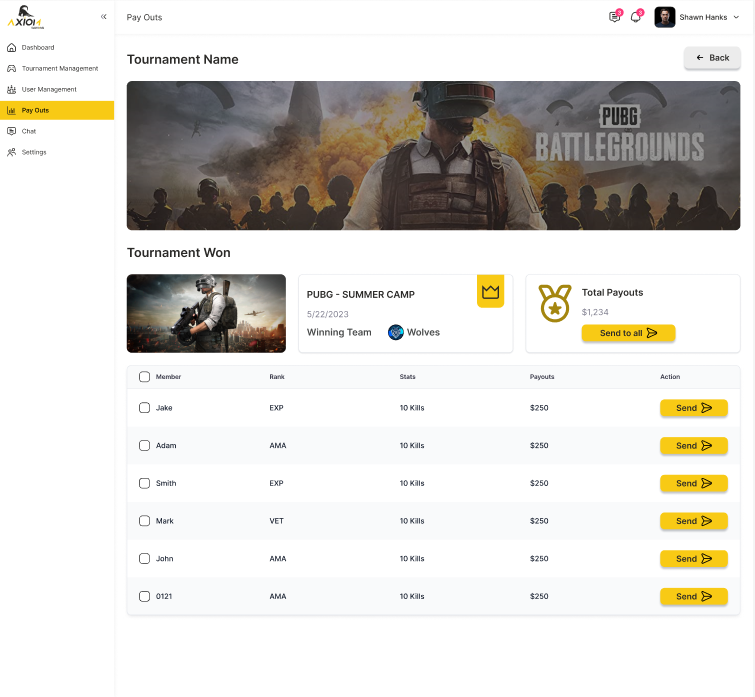 AXIOM
«
Pay Outs
3
3
Shawn Hanks
Dashboard
Tournament Management
User Management
Pay Outs
Chat
Settings
Tournament Name
Back
PUBG
BATTLEGROUNDS
Tournament Won
PUBG - SUMMER CAMP
5/22/2023
Winning Team
Wolves
Total Payouts
$1,234
Send to all
Member Rank Stats Payouts Action
Jake EXP 10 Kills $250 Send
Adam AMA 10 Kills $250 Send
Smith EXP 10 Kills $250 Send
Mark VET 10 Kills $250 Send
John AMA 10 Kills $250 Send
0121 AMA 10 Kills $250 Send